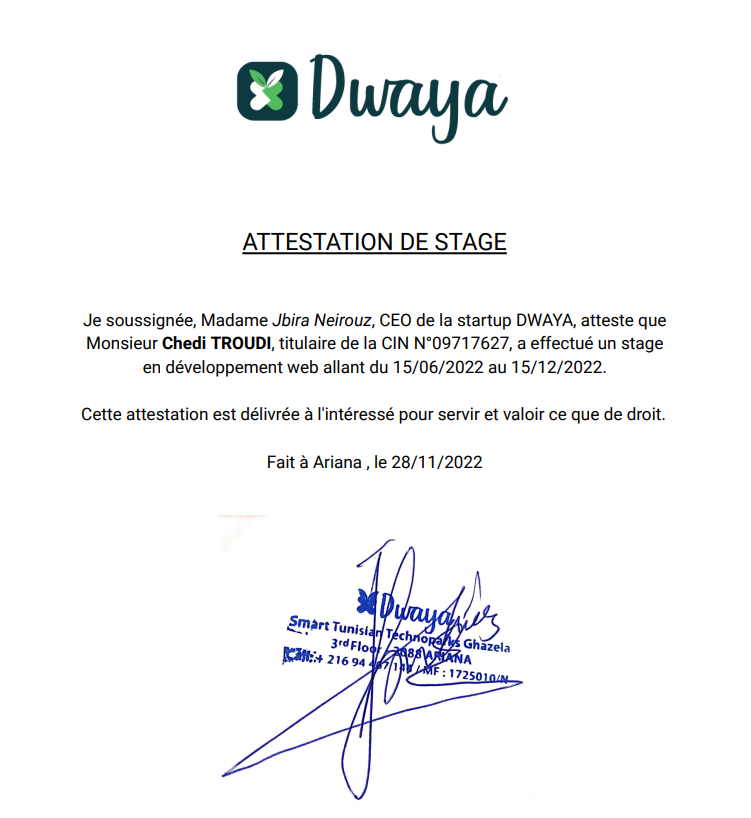 Dwaya
ATTESTATION DE STAGE
Je soussignée, Madame Jbira Neirouz, CEO de la startup DWAYA, atteste que
Monsieur Chedi TROUDI, titulaire de la CIN N°09717627, a effectué un stage
en développement web allant du 15/06/2022 au 15/12/2022.
Cette attestation est délivrée à l'intéressé pour servir et valoir ce que de droit.
Fait à Ariana , le 28/11/2022
Dwaya
Smart Tunisian Technoparks Ghazela
3rd Floor 2088 ARIANA
+ 216 94 / MF : 1725010/N